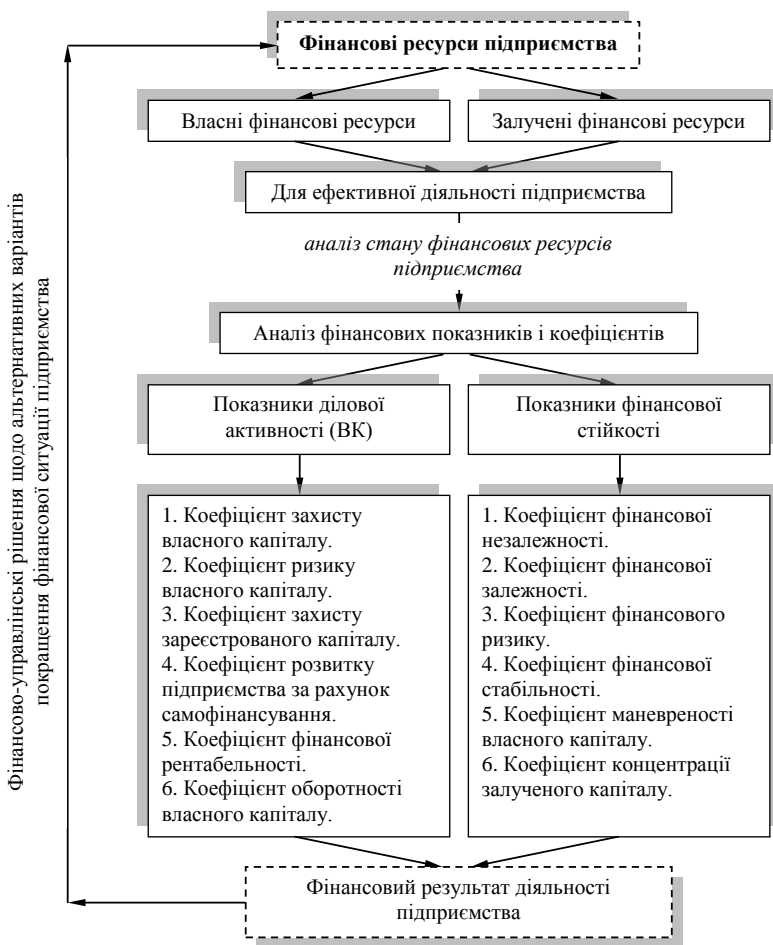 Фінансові ресурси підприємства
Власні фінансові ресурси
Залучені фінансові ресурси
Для ефективної діяльності підприємства
аналіз стану фінансових ресурсів
підприємства
Аналіз фінансових показників і коефіцієнтів
Показники ділової
активності (ВК)
Показники фінансової
стійкості
1. Коефіцієнт захисту
власного капіталу.
2. Коефіцієнт ризику
власного капіталу.
3. Коефіцієнт захисту
зареєстрованого капіталу.
4. Коефіцієнт розвитку
підприємства за рахунок
самофінансування.
5. Коефіцієнт фінансової
рентабельності.
6. Коефіцієнт оборотності
власного капіталу.
1. Коефіцієнт фінансової
незалежності.
2. Коефіцієнт фінансової
залежності.
3. Коефіцієнт фінансового
ризику.
4. Коефіцієнт фінансової
стабільності.
5. Коефіцієнт маневреності
власного капіталу.
6. Коефіцієнт концентрації
залученого капіталу.
Фінансовий результат діяльності
підприємства
Фінансово-управлінські рішення щодо альтернативних варіантів
покращення фінансової ситуації підприємства